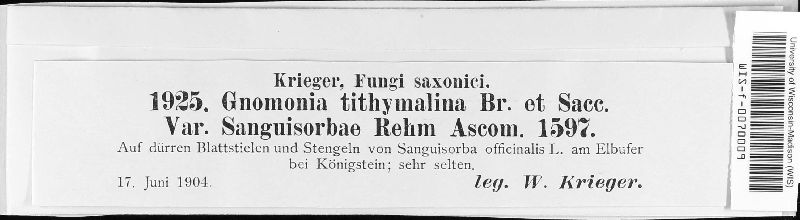 Krieger, Fungi saxonici.
1925. Gnomonia tithymalina Br. et Sacc.
Var. Sanguisorbae Rehm Ascom. 1597.
Auf dürren Blattstielen und Stengeln von Sanguisorba officinalis L. am Elbufer
bei Königstein; sehr selten.
17. Juni 1904.
leg. W. Krieger.
University of Wisconsin-Madison (WIS)
WIS-f-0070009